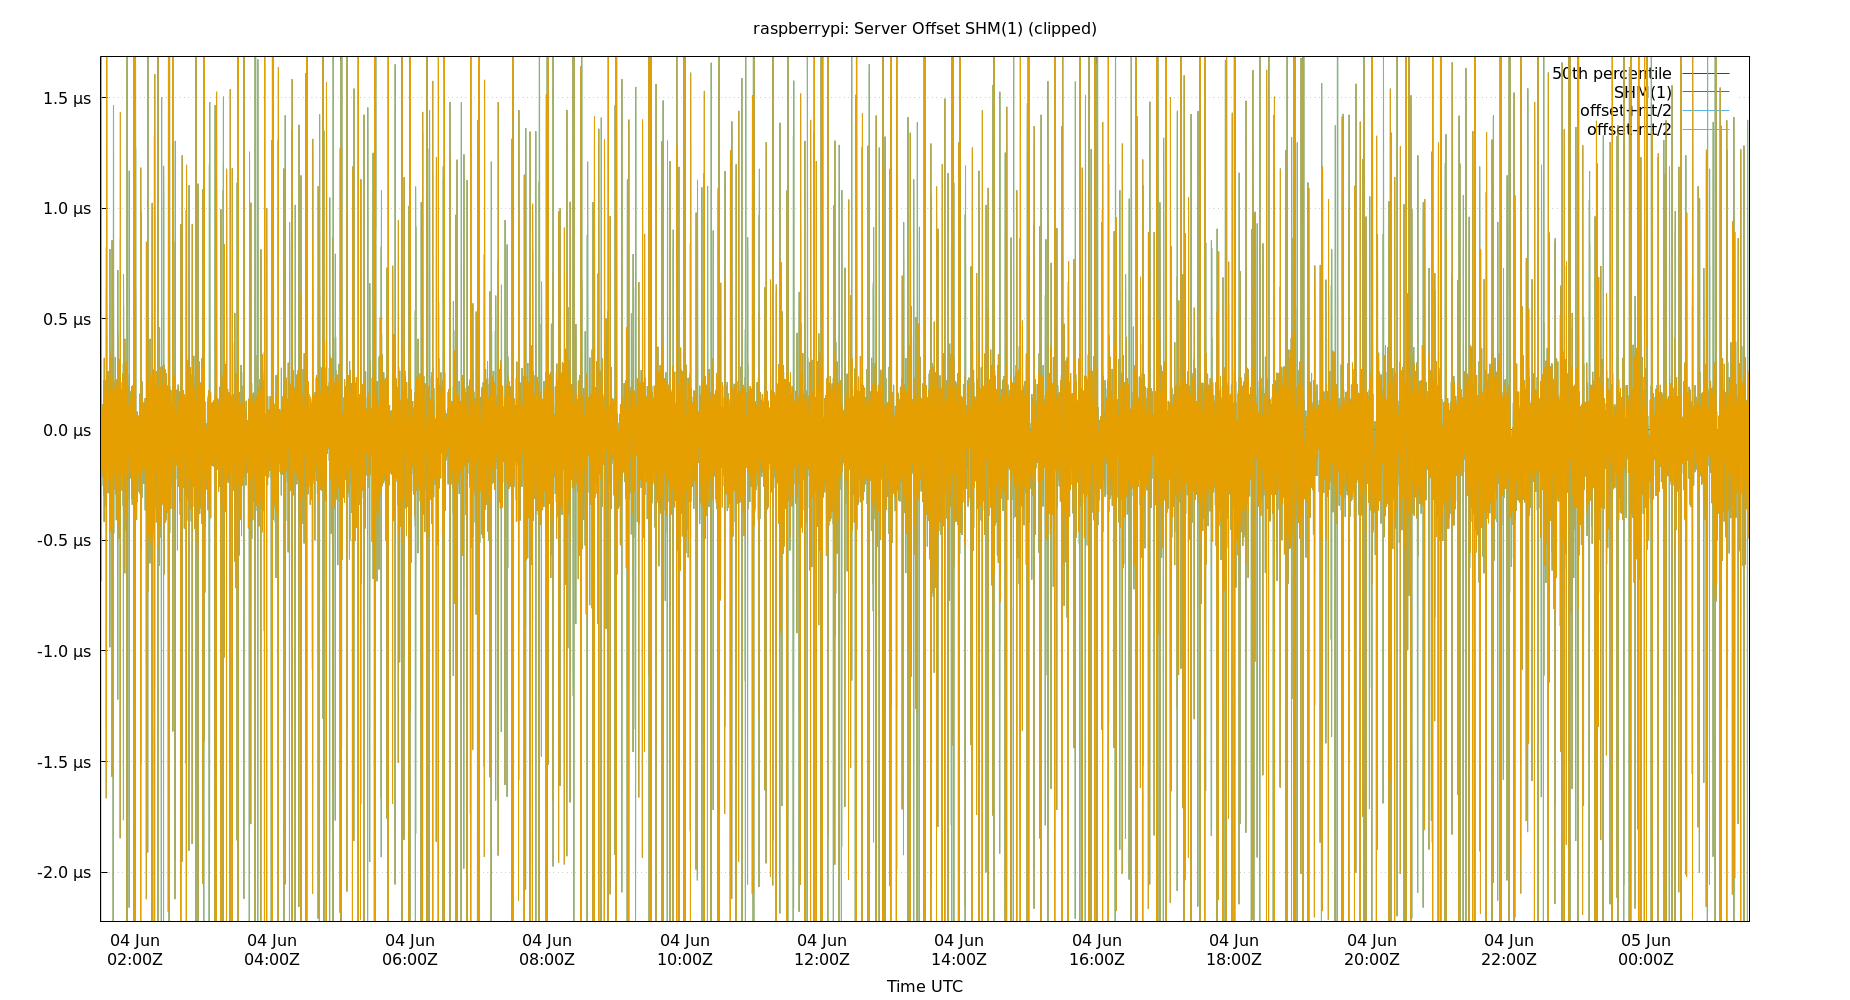 raspberrypi: Server Offset SHM(1) (clipped)
50th percentile
SHM(1)
offset+rtt/2
offset-rtt/2
1.5 µs
1.0 µs
0.5 µs
0.0 µs
-0.5 µs
-1.0 µs
-1.5 µs
-2.0 µs
04 Jun 04 Jun 04 Jun 04 Jun 04 Jun 04 Jun 04 Jun 04 Jun 04 Jun 04 Jun 04 Jun 05 Jun
02:00Z 04:00Z 06:00Z 08:00Z 10:00Z 12:00Z 14:00Z 16:00Z 18:00Z 20:00Z 22:00Z 00:00Z
Time UTC